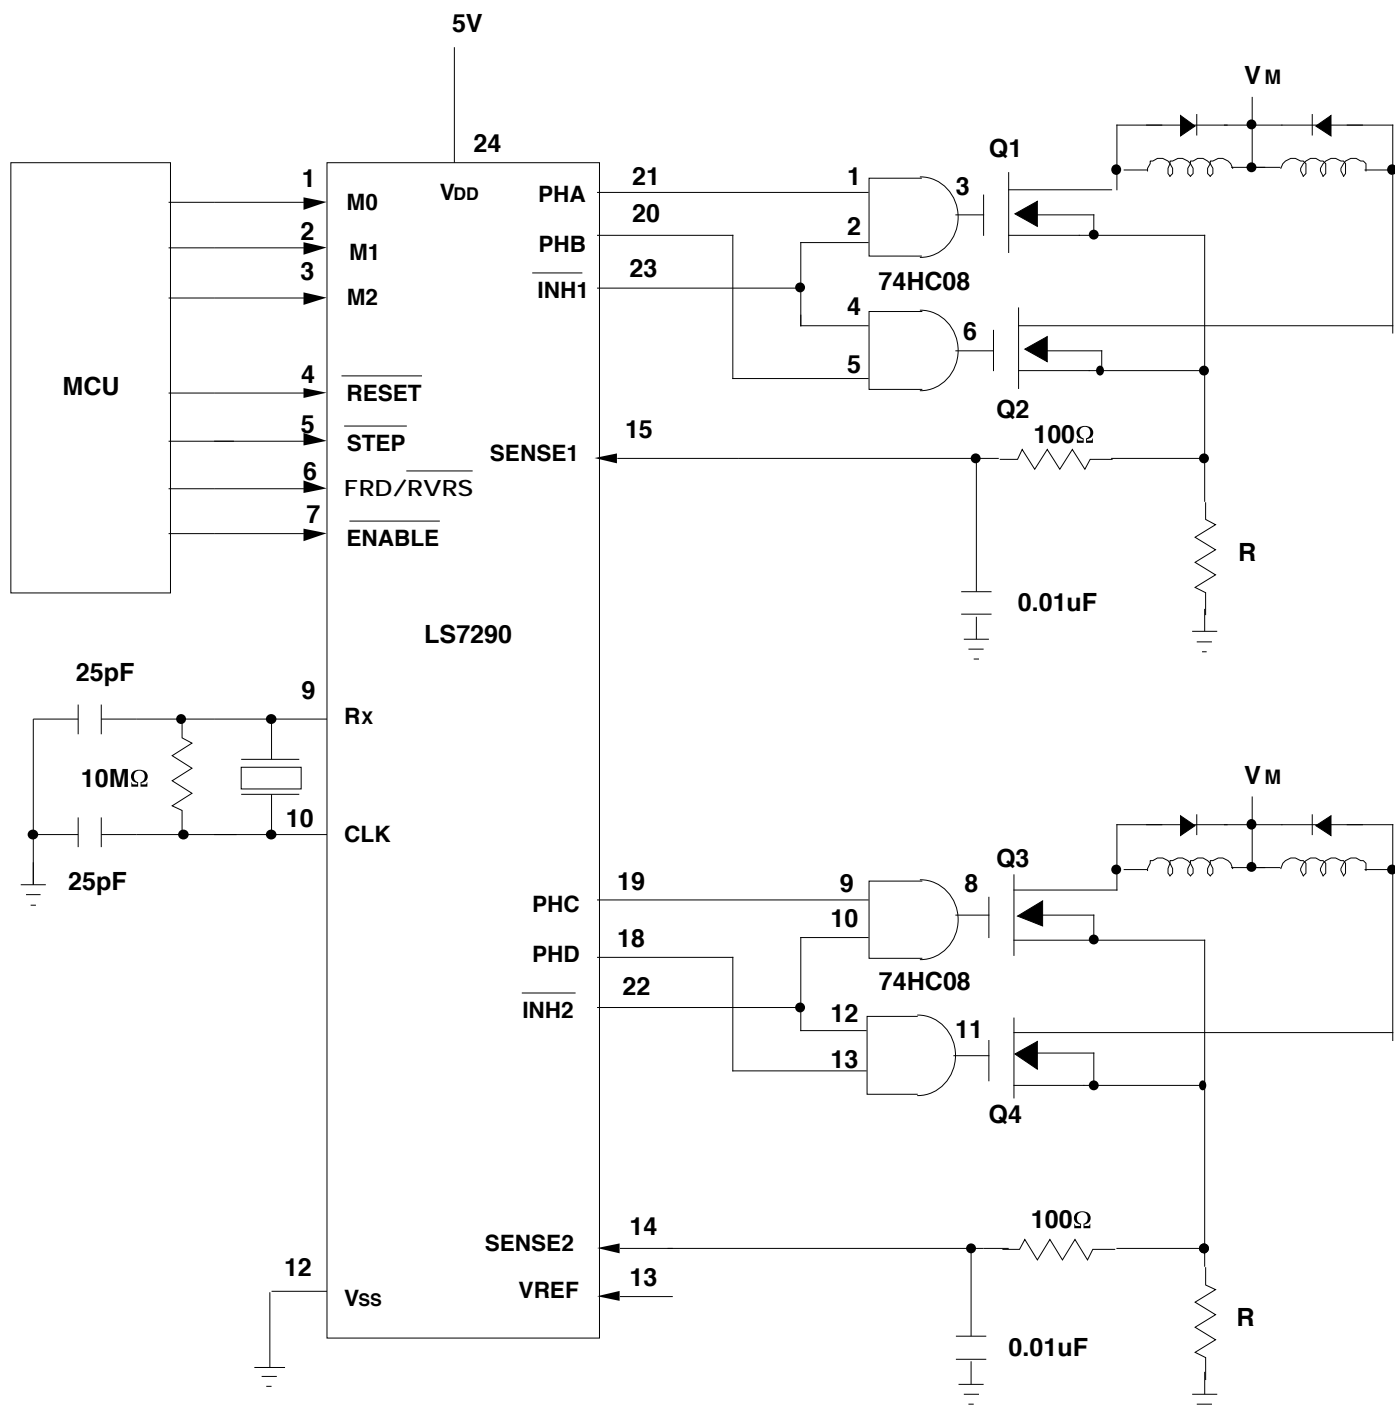 5V
24
VDD
MCU
1
M0
2
M1
3
M2
4
RESET
5
STEP
6
FRD/RVRS
7
ENABLE
LS7290
25pF
9
Rx
10MΩ
10
CLK
25pF
12
Vss
PHA
21
PHB
20
INH1
23
SENSE1
15
1
2
3
74HC08
4
5
6
Q1
Q2
VM
100Ω
0.01uF
R
PHC
19
PHD
18
INH2
22
9
10
8
74HC08
12
13
11
Q3
Q4
VM
SENSE2
14
VREF
13
100Ω
0.01uF
R